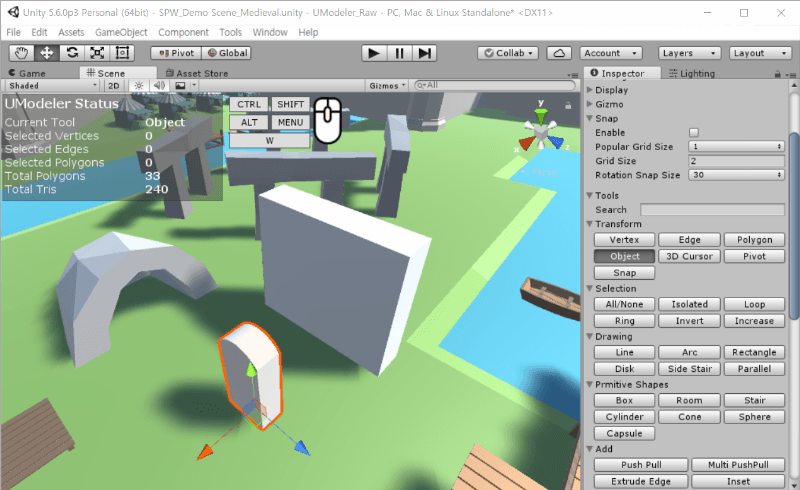 Unity 5.6.0p3 Personal (64bit) - SPW_Demo Scene_Medieval.unity - UModeler_Raw - PC, Mac & Linux Standalone* <DX11>
File Edit Assets GameObject Component Tools Window Help
Pivot Global Collab Account Layers Layout
Game Scene Asset Store
Shaded 2D Gizmos All
UModeler Status
Current Tool Object
Selected Vertices 0
Selected Edges 0
Selected Polygons 0
Total Polygons 33
Total Tris 240
CTRL SHIFT
ALT MENU
W
y
Inspector Lighting
Display
Gizmo
Snap
Enable
Popular Grid Size 1
Grid Size 2
Rotation Snap Size 30
Tools
Search
Transform
Vertex Edge Polygon
Object 3D Cursor Pivot
Snap
Selection
All/None Isolated Loop
Ring Invert Increase
Drawing
Line Arc Rectangle
Disk Side Stair Parallel
Prmitive Shapes
Box Room Stair
Cylinder Cone Sphere
Capsule
Add
Push Pull Multi PushPull
Extrude Edge Inset